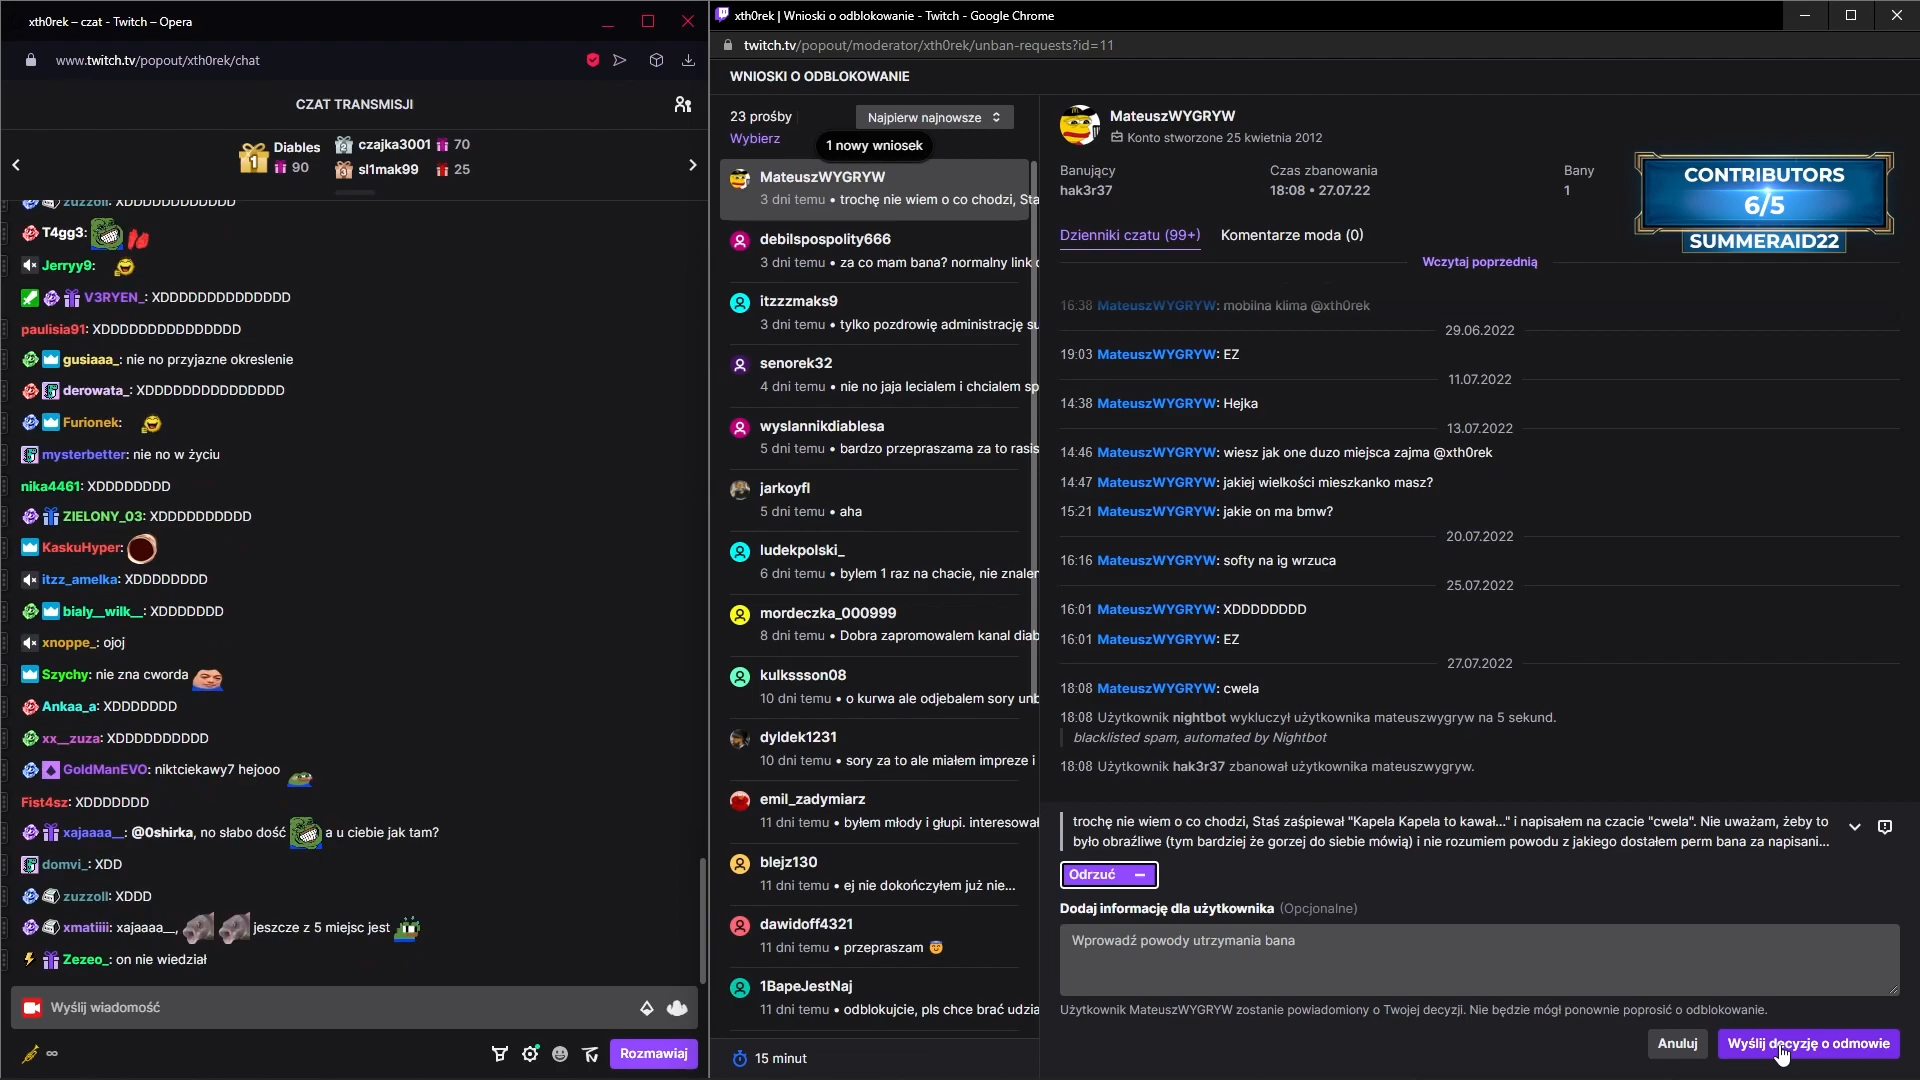 xth0rek – czat - Twitch - Opera
www.twitch.tv/popout/xth0rek/chat
CZAT TRANSMISJI
1 Diables 90
2 czajka3001 70
3 sl1mak99 25
zuzzoll: XDDDDDDDDDDDD
T4gg3:
Jerryy9:
V3RYEN_: XDDDDDDDDDDDDDD
paulisia91: XDDDDDDDDDDDDDDD
gusiaaa_: nie no przyjazne okreslenie
derowata_: XDDDDDDDDDDDDDDD
Furionek:
mysterbetter: nie no w życiu
nika4461: XDDDDDDDD
ZIELONY_03: XDDDDDDDDDD
KaskuHyper:
itzz_amelka: XDDDDDDDD
bialy__wilk__: XDDDDDDD
xnoppe_: ojoj
Szychy: nie zna cworda
Ankaa_a: XDDDDDDD
xx__zuza: XDDDDDDDDDD
GoldManEVO: niktciekawy7 hejooo
Fist4sz: XDDDDDDD
xajaaaa__: @0shirka, no słabo dość a u ciebie jak tam?
domvi_: XDD
zuzzoll: XDDD
xmatiiii: xajaaaa__, jeszcze z 5 miejsc jest
Zezeo_: on nie wiedział
Wyślij wiadomość
∞
Rozmawiaj
xth0rek | Wnioski o odblokowanie - Twitch - Google Chrome
twitch.tv/popout/moderator/xth0rek/unban-requests?id=11
WNIOSKI O ODBLOKOWANIE
23 prośby
Najpierw najnowsze
Wybierz
1 nowy wniosek
MateuszWYGRYW
3 dni temu • trochę nie wiem o co chodzi, Sta
debilspospolity666
3 dni temu • za co mam bana? normalny link
itzzzmaks9
3 dni temu • tylko pozdrowię administrację su
senorek32
4 dni temu • nie no jaja lecialem i chcialem sp
wyslannikdiablesa
5 dni temu • bardzo przepraszama za to rasis
jarkoyfl
5 dni temu • aha
ludekpolski_
6 dni temu • bylem 1 raz na chacie, nie znaler
mordeczka_000999
8 dni temu • Dobra zapromowalem kanal diab
kulkssson08
10 dni temu • o kurwa ale odjebalem sory unb
dyldek1231
10 dni temu • sory za to ale miałem impreze i
emil_zadymiarz
11 dni temu • byłem młody i głupi. interesował
blejz130
11 dni temu • ej nie dokończyłem już nie...
dawidoff4321
11 dni temu • przepraszam 😇
1BapeJestNaj
11 dni temu • odblokujcie, pls chce brać udzia
15 minut
MateuszWYGRYW
Konto stworzone 25 kwietnia 2012
Banujący
hak3r37
Czas zbanowania
18:08 • 27.07.22
Bany
1
CONTRIBUTORS
6/5
SUMMERAID22
Dzienniki czatu (99+)
Komentarze moda (0)
Wczytaj poprzednią
16:38 MateuszWYGRYW: mobilna klima @xth0rek
29.06.2022
19:03 MateuszWYGRYW: EZ
11.07.2022
14:38 MateuszWYGRYW: Hejka
13.07.2022
14:46 MateuszWYGRYW: wiesz jak one duzo miejsca zajma @xth0rek
14:47 MateuszWYGRYW: jakiej wielkości mieszkanko masz?
15:21 MateuszWYGRYW: jakie on ma bmw?
20.07.2022
16:16 MateuszWYGRYW: softy na ig wrzuca
25.07.2022
16:01 MateuszWYGRYW: XDDDDDDDD
16:01 MateuszWYGRYW: EZ
27.07.2022
18:08 MateuszWYGRYW: cwela
18:08 Użytkownik nightbot wykluczył użytkownika mateuszwygryw na 5 sekund.
blacklisted spam, automated by Nightbot
18:08 Użytkownik hak3r37 zbanował użytkownika mateuszwygryw.
trochę nie wiem o co chodzi, Staś zaśpiewał "Kapela Kapela to kawał..." i napisałem na czacie "cwela". Nie uważam, żeby to
było obraźliwe (tym bardziej że gorzej do siebie mówią) i nie rozumiem powodu z jakiego dostałem perm bana za napisani...
Odrzuć
Dodaj informację dla użytkownika (Opcjonalne)
Wprowadź powody utrzymania bana
Użytkownik MateuszWYGRYW zostanie powiadomiony o Twojej decyzji. Nie będzie mógł ponownie poprosić o odblokowanie.
Anuluj
Wyślij decyzję o odmowie